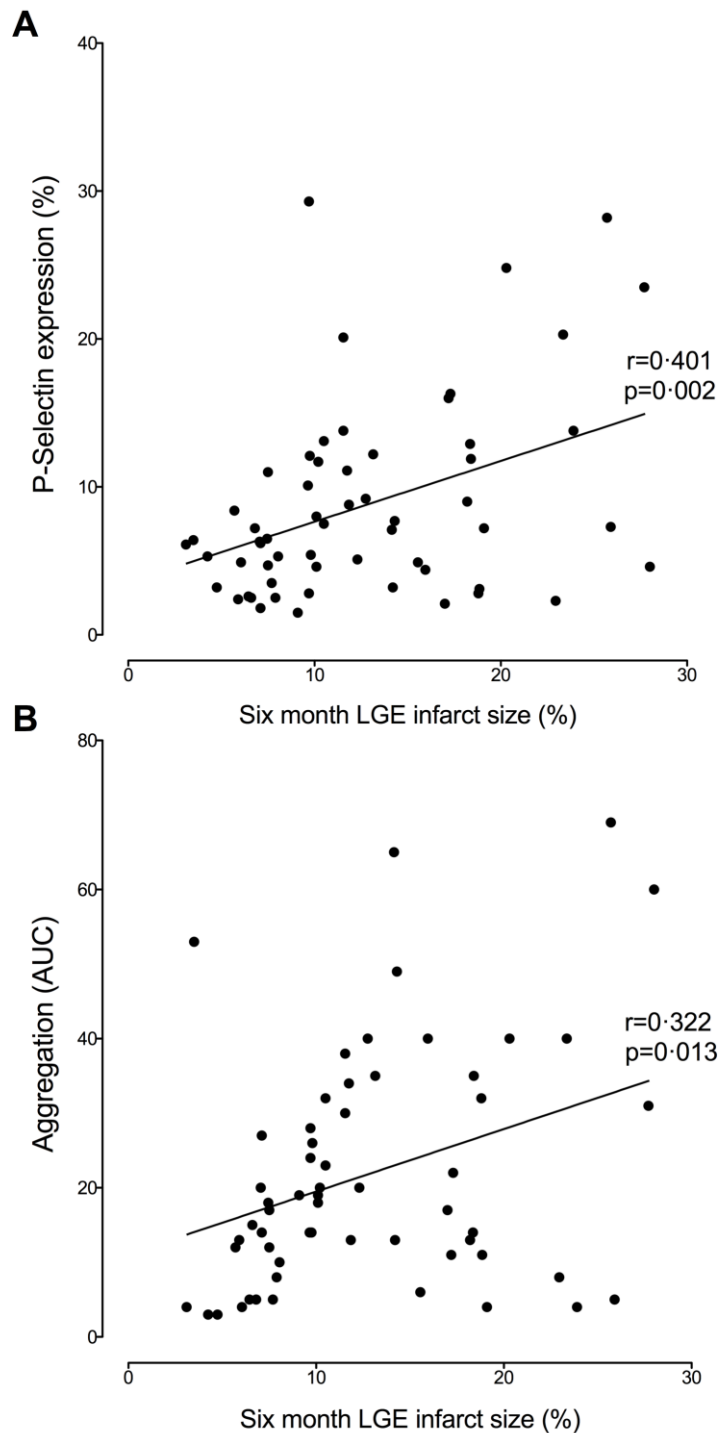 A
40
30
20
10
0
P-Selectin expression (%)
r=0·401
p=0·002
0 10 20 30
Six month LGE infarct size (%)
B
80
60
40
20
0
Aggregation (AUC)
r=0·322
p=0·013
0 10 20 30
Six month LGE infarct size (%)